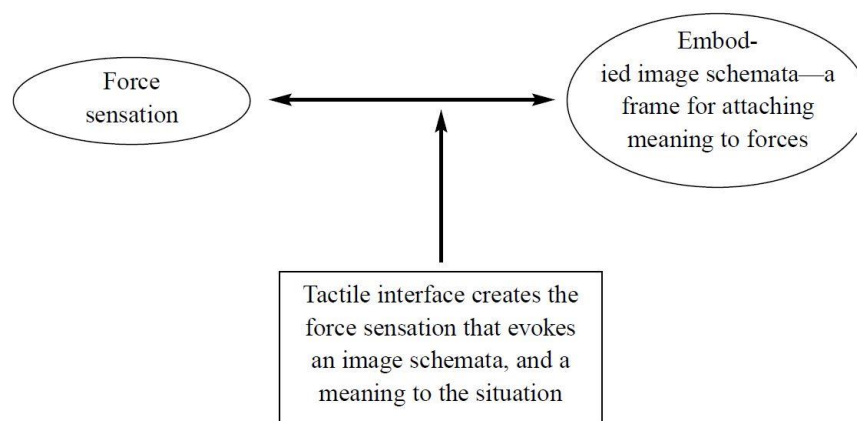 Force
sensation
Embod-
ied image schemata—a
frame for attaching
meaning to forces
Tactile interface creates the
force sensation that evokes
an image schemata, and a
meaning to the situation